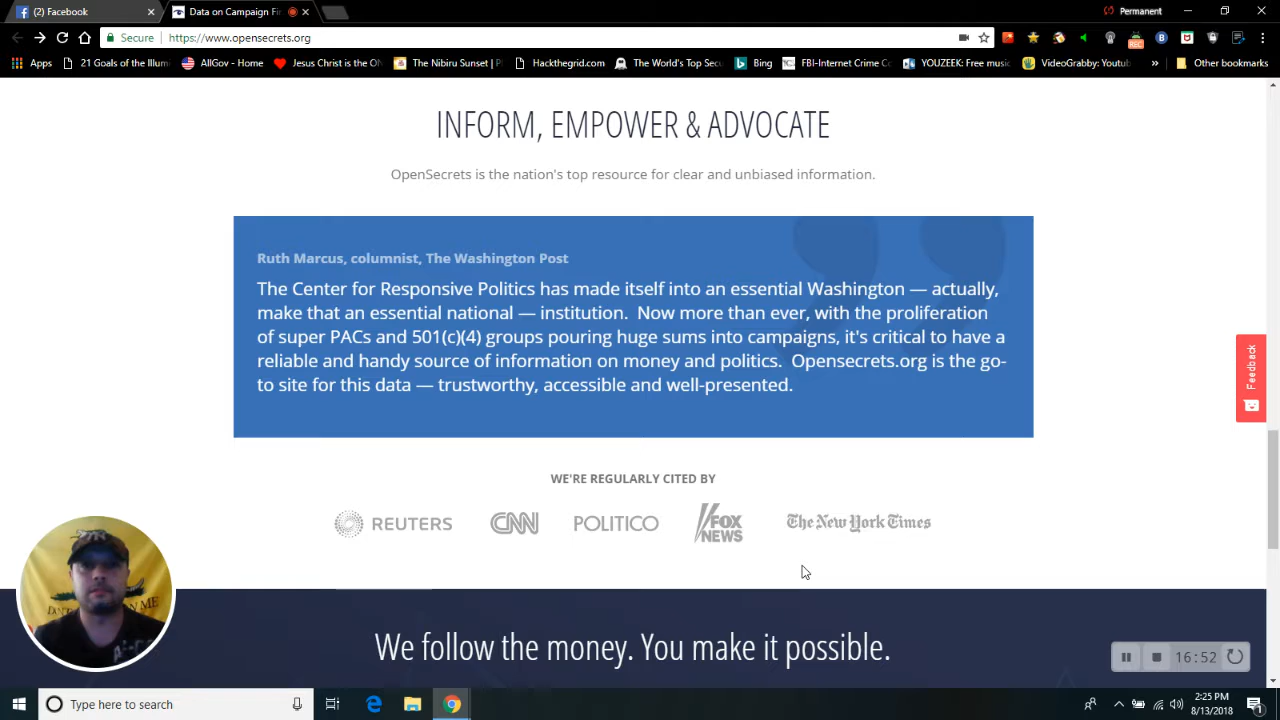 (2) Facebook
Data on Campaign Fi
Permanent
Secure
https://www.opensecrets.org
Apps
21 Goals of the Illum
AllGov - Home
Jesus Christ is the ON
The Nibiru Sunset | P
Hackthegrid.com
The World's Top Secu
Bing
FBI-Internet Crime C
YOUZEEK: Free music
VideoGrabby: Youtub
»
Other bookmarks
INFORM, EMPOWER & ADVOCATE
OpenSecrets is the nation's top resource for clear and unbiased information.
Ruth Marcus, columnist, The Washington Post
The Center for Responsive Politics has made itself into an essential Washington — actually,
make that an essential national — institution. Now more than ever, with the proliferation
of super PACs and 501(c)(4) groups pouring huge sums into campaigns, it's critical to have a
reliable and handy source of information on money and politics. Opensecrets.org is the go-
to site for this data — trustworthy, accessible and well-presented.
Feedback
WE'RE REGULARLY CITED BY
REUTERS
CNN
POLITICO
FOX
NEWS
The New York Times
We follow the money. You make it possible.
16:52
Type here to search
2:25 PM
8/13/2018